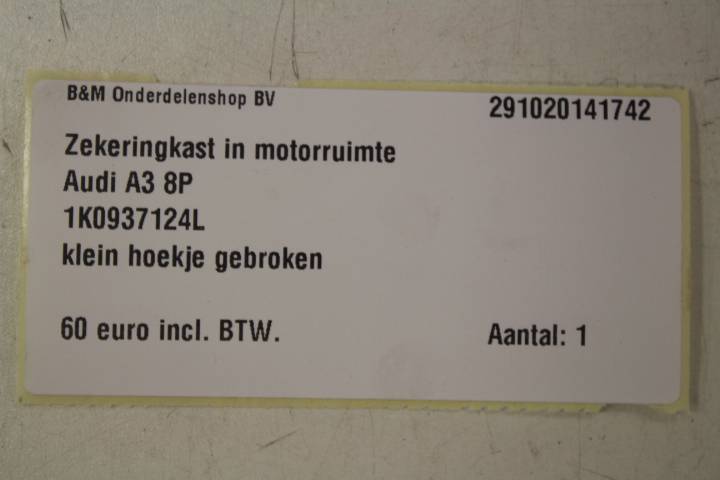 B&M Onderdelenshop BV
291020141742
Zekeringkast in motorruimte
Audi A3 8P
1K0937124L
klein hoekje gebroken
60 euro incl. BTW.
Aantal: 1